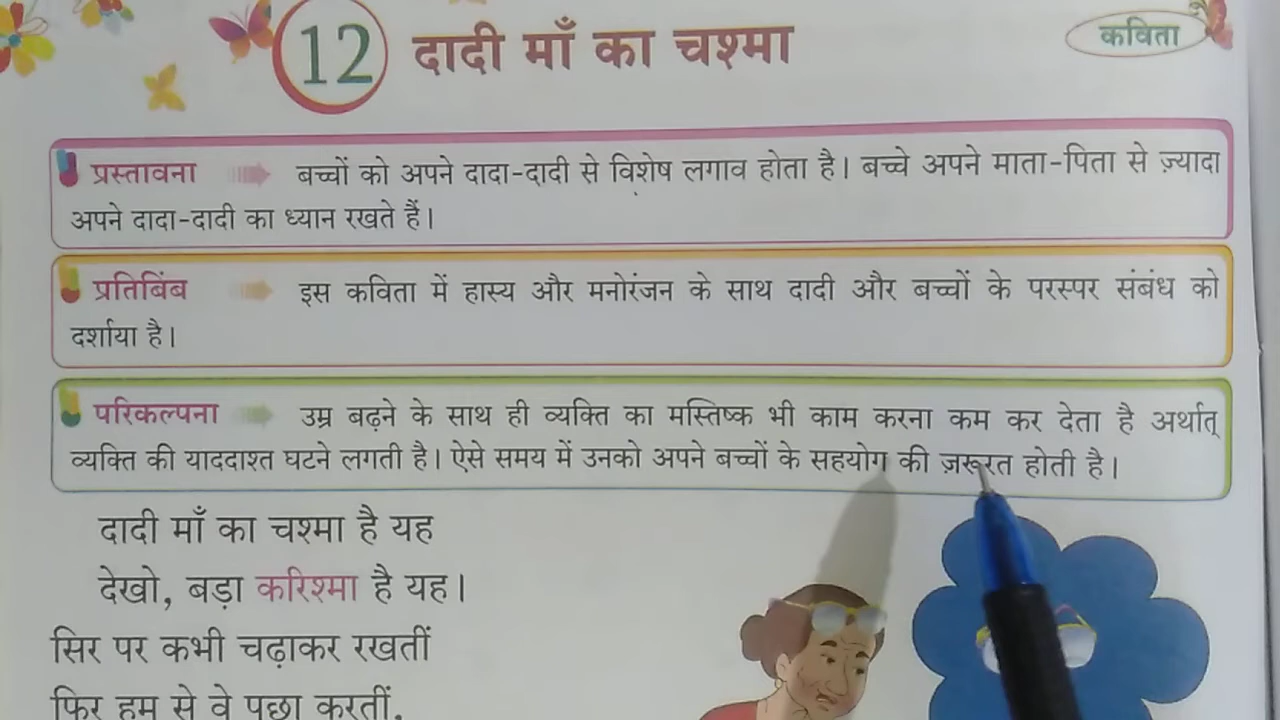 12 दादी माँ का चश्मा
कविता
प्रस्तावना बच्चों को अपने दादा-दादी से विशेष लगाव होता है। बच्चे अपने माता-पिता से ज़्यादा
अपने दादा-दादी का ध्यान रखते हैं।
प्रतिबिंब इस कविता में हास्य और मनोरंजन के साथ दादी और बच्चों के परस्पर संबंध को
दर्शाया है।
परिकल्पना उम्र बढ़ने के साथ ही व्यक्ति का मस्तिष्क भी काम करना कम कर देता है अर्थात्
व्यक्ति की याददाश्त घटने लगती है। ऐसे समय में उनको अपने बच्चों के सहयोग की ज़रूरत होती है।
दादी माँ का चश्मा है यह
देखो, बड़ा करिश्मा है यह।
सिर पर कभी चढ़ाकर रखतीं
फिर हम से वे पूछा करतीं,